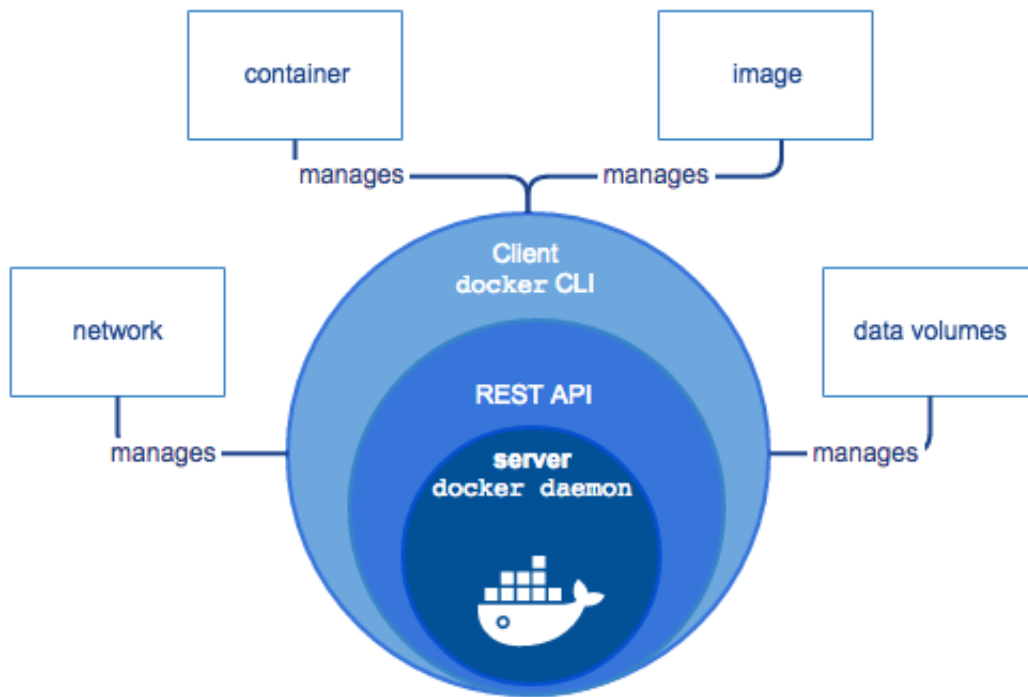 container
image
manages
manages
Client
docker CLI
network
data volumes
REST API
manages
manages
server
docker daemon